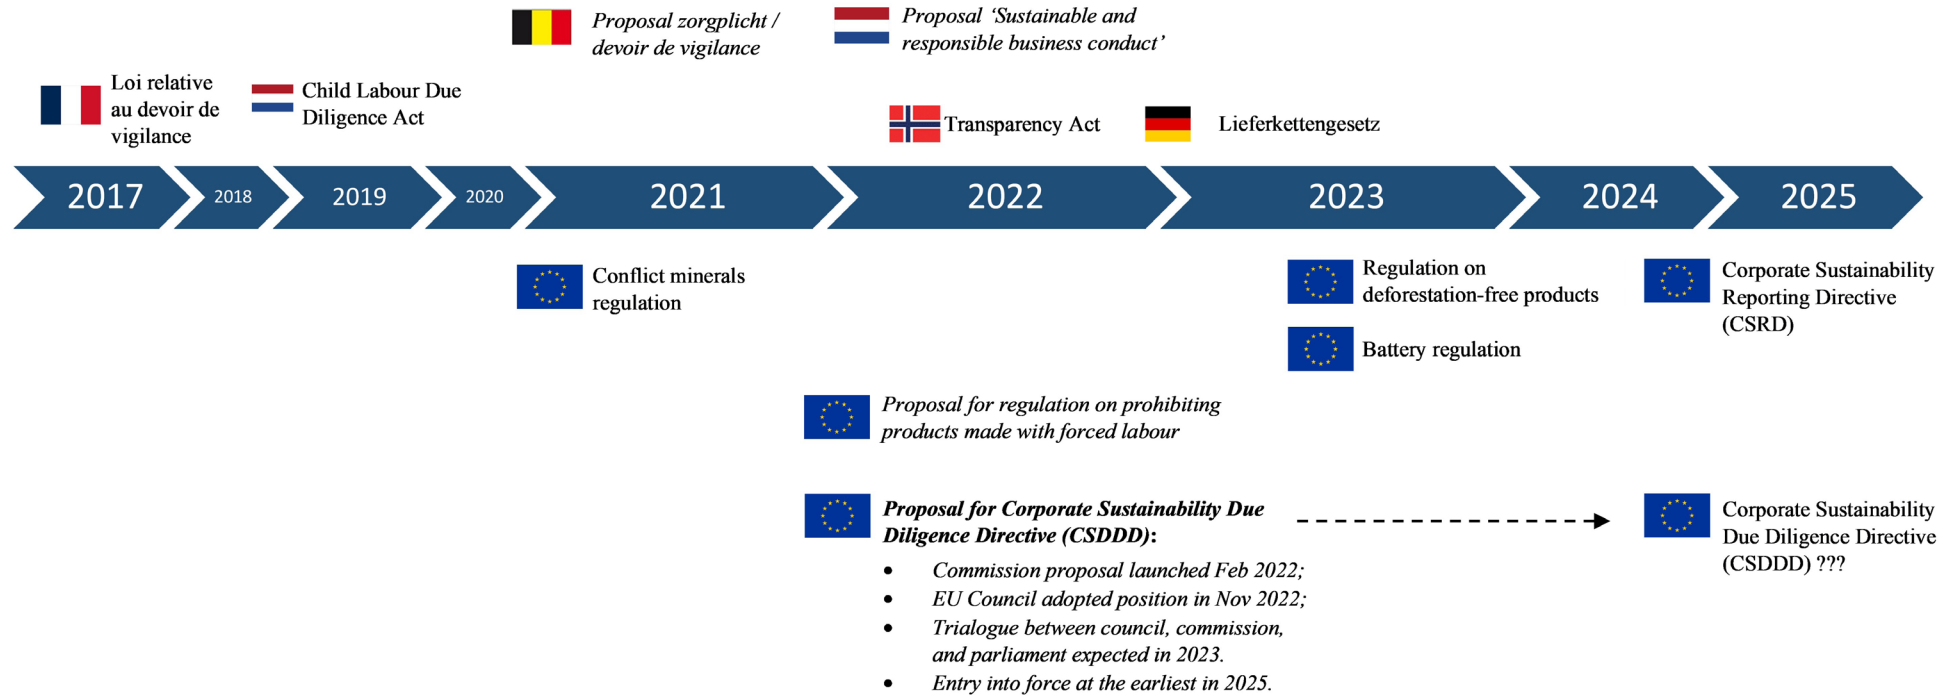 Proposal zorgplicht /
devoir de vigilance
Proposal ‘Sustainable and
responsible business conduct’
Loi relative
au devoir de
vigilance
Child Labour Due
Diligence Act
Transparency Act
Lieferkettengesetz
2017
2018
2019
2020
2021
2022
2023
2024
2025
Conflict minerals
regulation
Regulation on
deforestation-free products
Battery regulation
Corporate Sustainability
Reporting Directive
(CSRD)
Proposal for regulation on prohibiting
products made with forced labour
Proposal for Corporate Sustainability Due
Diligence Directive (CSDDD):
• Commission proposal launched Feb 2022;
• EU Council adopted position in Nov 2022;
• Trialogue between council, commission,
and parliament expected in 2023.
• Entry into force at the earliest in 2025.
Corporate Sustainability
Due Diligence Directive
(CSDDD) ???